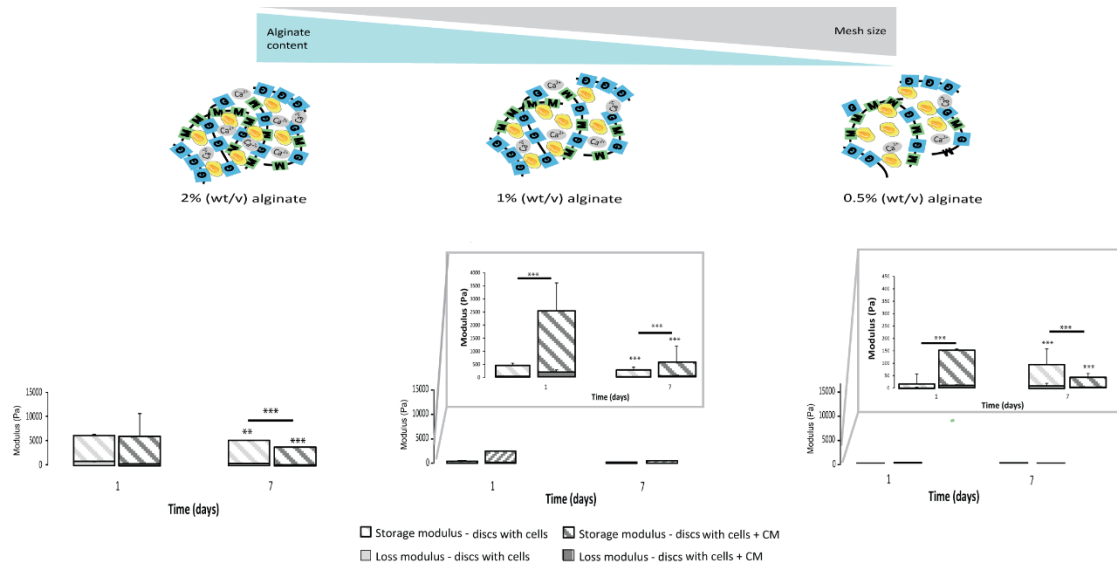 Alginate
content
Mesh size
2% (wt/v) alginate
1% (wt/v) alginate
0.5% (wt/v) alginate
Modulus (Pa)
4000
3500
3000
2500
2000
1500
1000
500
0
***
***
***
***
1
7
Time (days)
Modulus (Pa)
450
250
200
150
100
50
0
***
***
***
***
1
7
Time (days)
Modulus (Pa)
15000
10000
5000
0
**
***
***
1
7
Time (days)
Modulus (Pa)
15000
10000
5000
0
1
7
Time (days)
Modulus (Pa)
15000
10000
5000
0
1
7
Time (days)
Storage modulus - discs with cells
Storage modulus - discs with cells + CM
Loss modulus - discs with cells
Loss modulus - discs with cells + CM